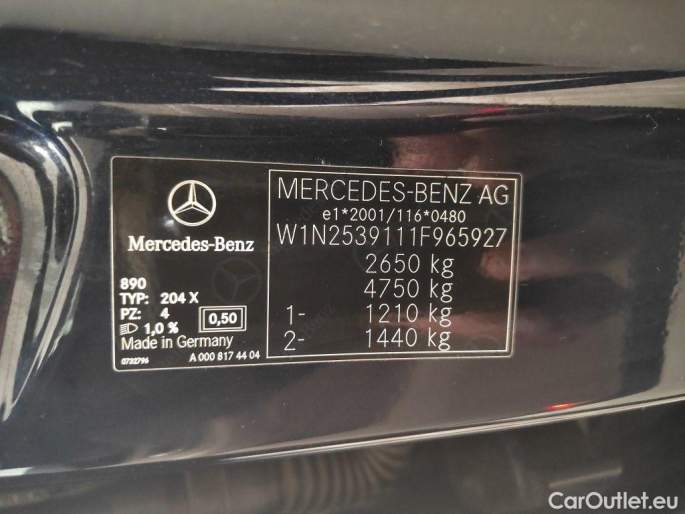 Mercedes-Benz
890
TYP: 204 X
PZ: 4
1,0 %
0,50
Made in Germany
0732796
A 000 817 44 04
MERCEDES-BENZ AG
e1*2001/116*0480
W1N2539111F965927
2650 kg
4750 kg
1- 1210 kg
2- 1440 kg
CarOutlet.eu